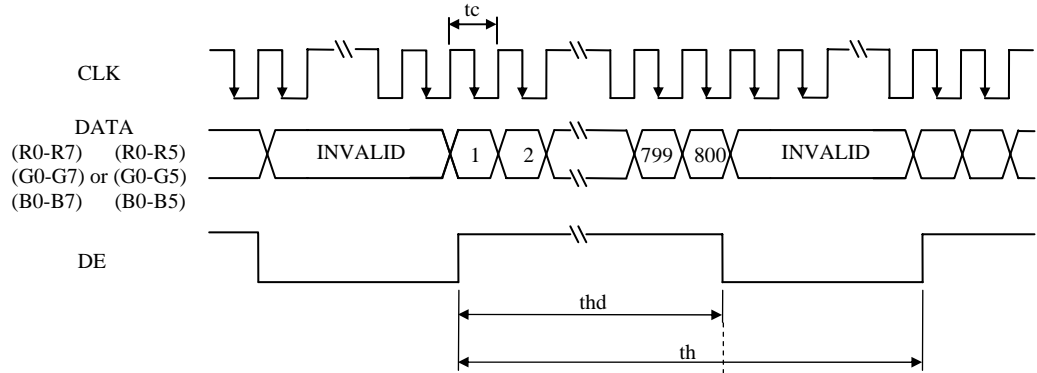 tc
CLK
DATA
(R0-R7) (R0-R5)
(G0-G7) or (G0-G5)
(B0-B7) (B0-B5)
INVALID 1 2 799 800 INVALID
DE
thd
th